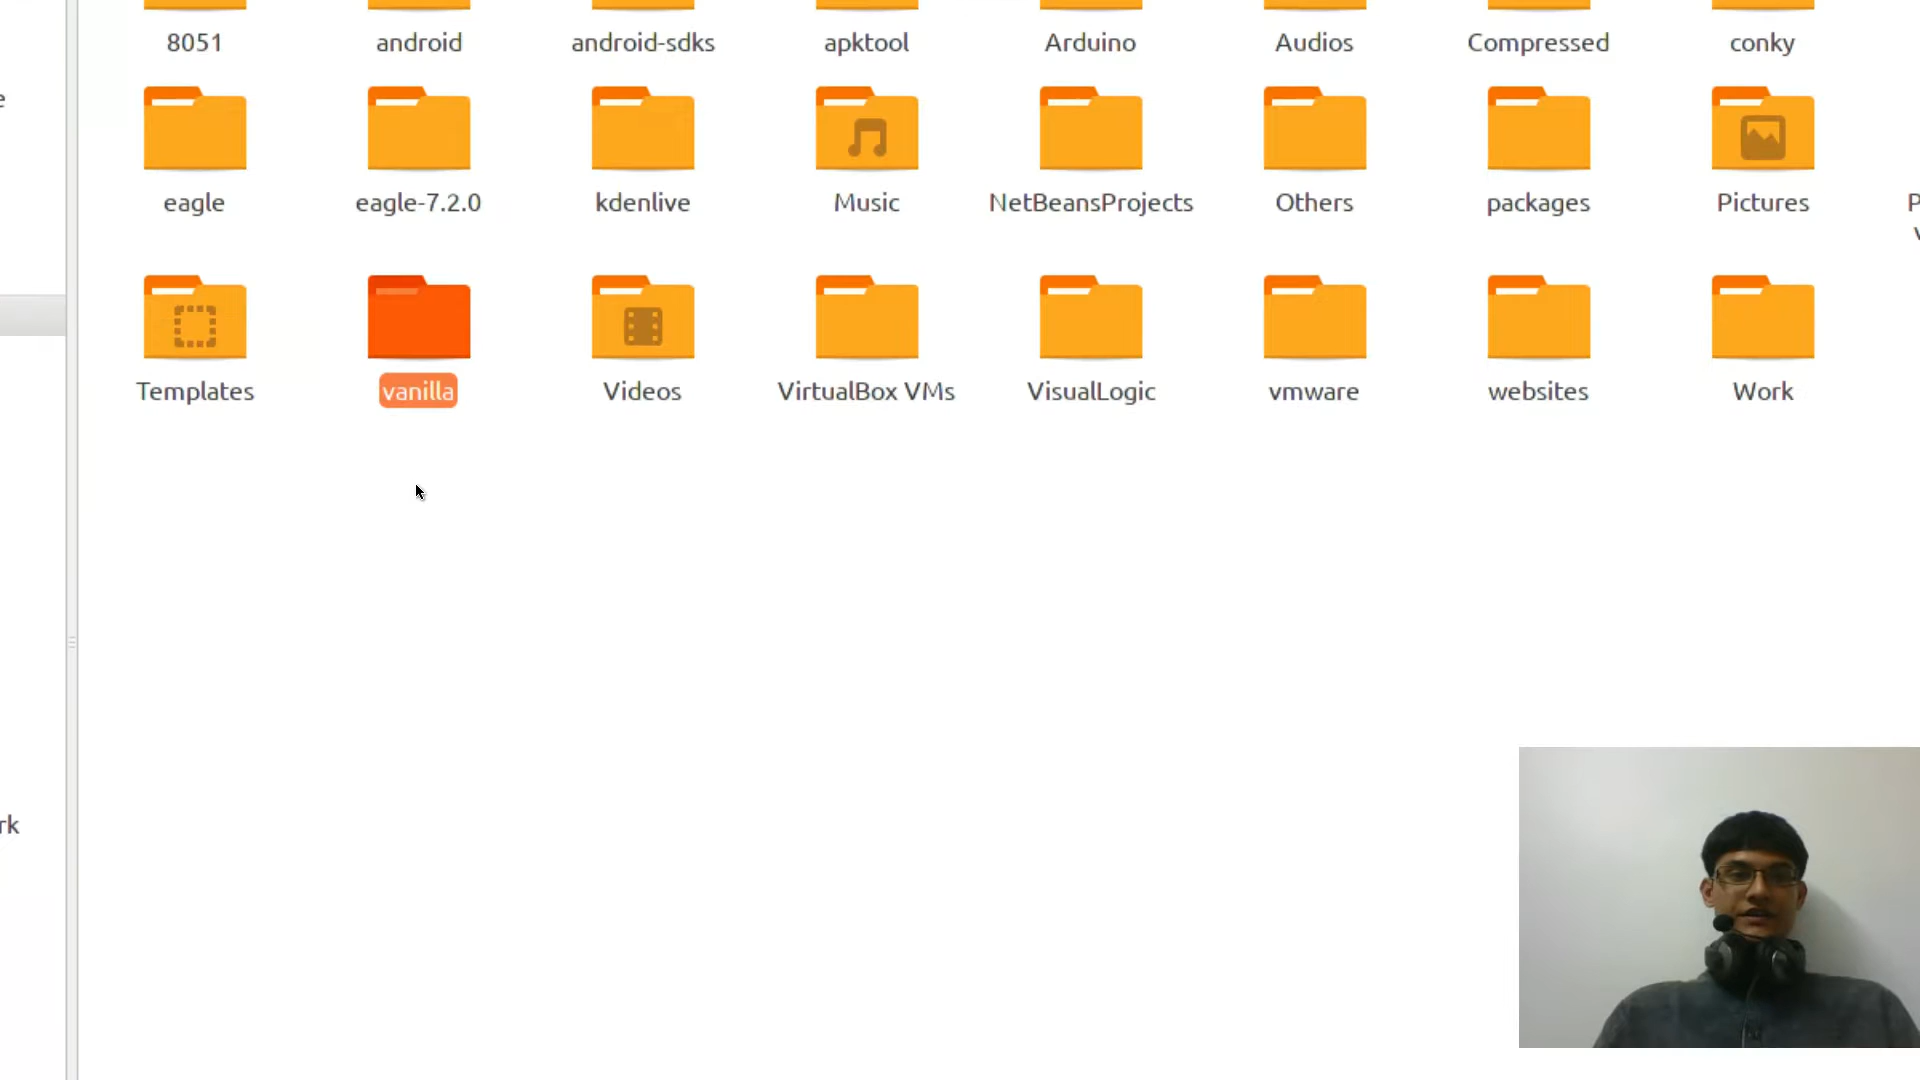 8051 android android-sdks apktool Arduino Audios Compressed conky
e
eagle eagle-7.2.0 kdenlive Music NetBeansProjects Others packages Pictures P
Templates vanilla Videos VirtualBox VMs VisualLogic vmware websites Work
rk